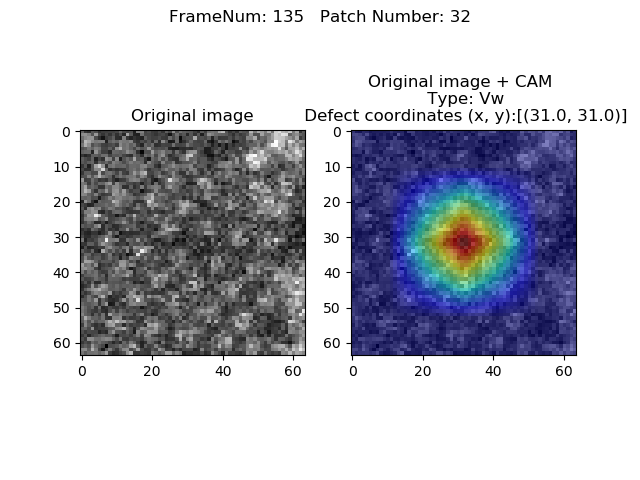 FrameNum: 135   Patch Number: 32
Original image
0
10
20
30
40
50
60
0 20 40 60
Original image + CAM
Type: Vw
Defect coordinates (x, y):[(31.0, 31.0)]
0
10
20
30
40
50
60
0 20 40 60